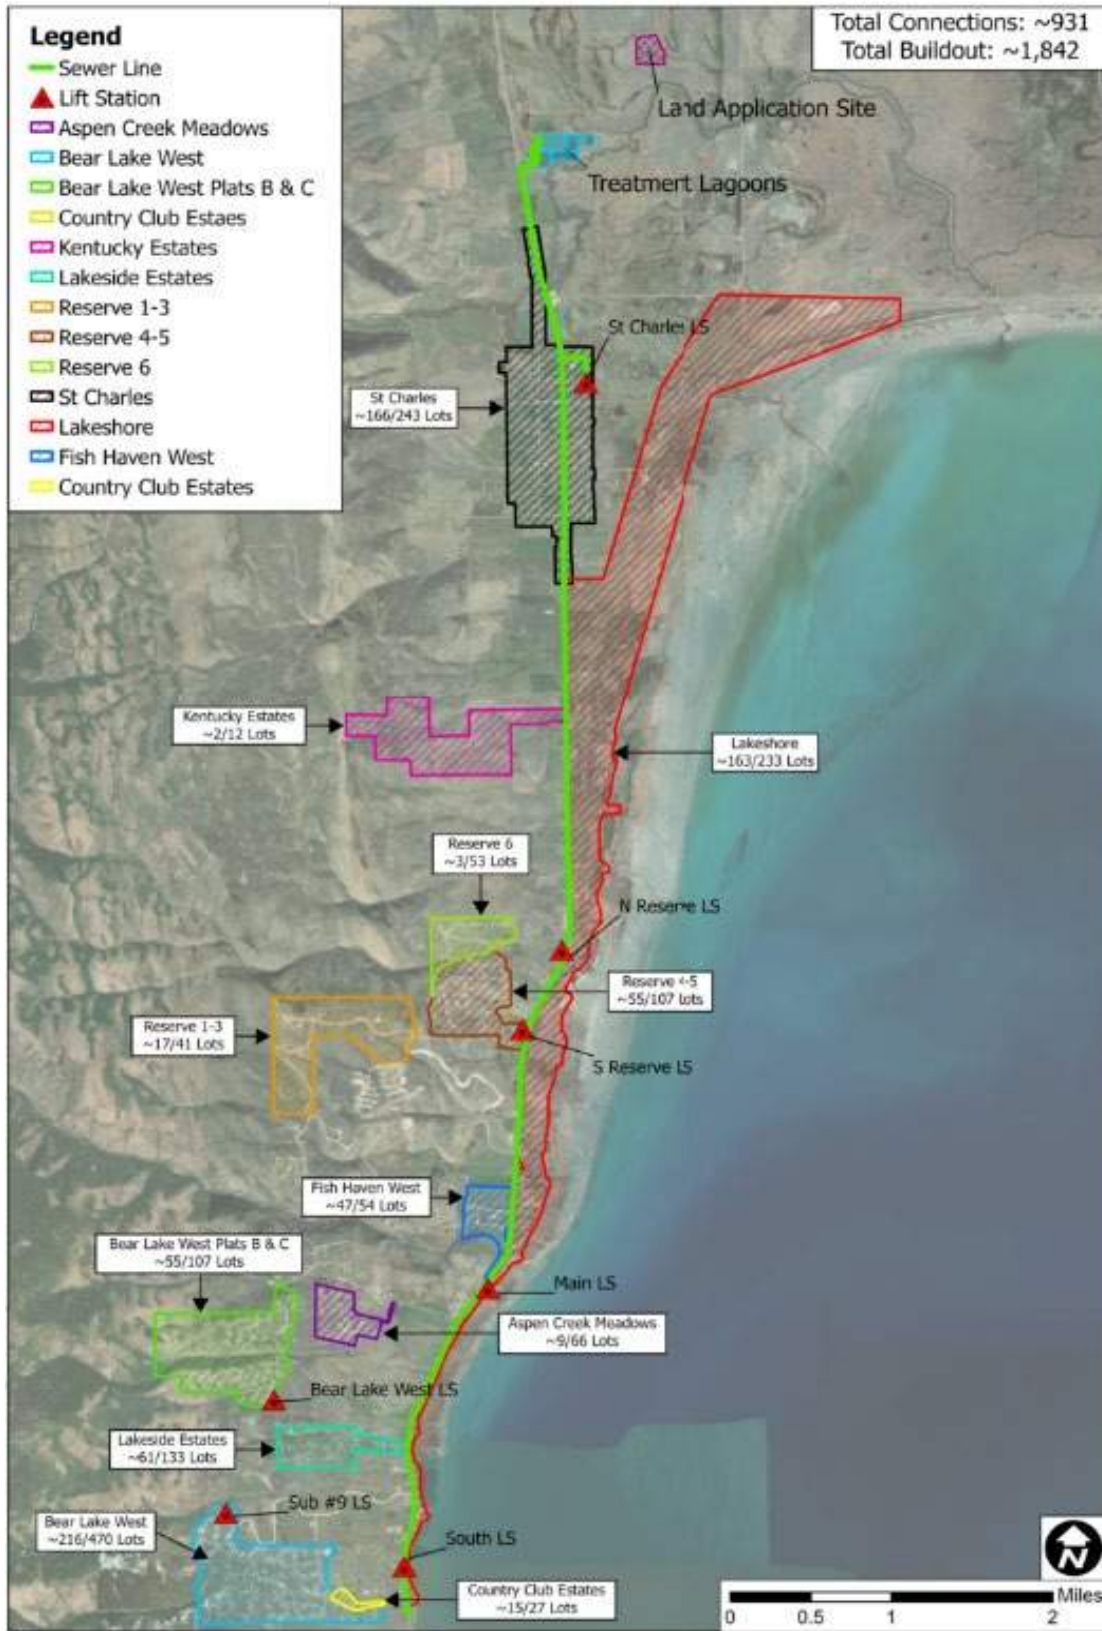 Legend
Sewer Line
Lift Station
Aspen Creek Meadows
Bear Lake West
Bear Lake West Plats B & C
Country Club Estaes
Kentucky Estates
Lakeside Estates
Reserve 1-3
Reserve 4-5
Reserve 6
St Charles
Lakeshore
Fish Haven West
Country Club Estates
Total Connections: ~931
Total Buildout: ~1,842
Land Application Site
Treatment Lagoons
St Charles LS
St Charles
~166/243 Lots
Kentucky Estates
~2/12 Lots
Lakeshore
~163/233 Lots
Reserve 6
~3/53 Lots
N Reserve LS
Reserve 4-5
~55/107 Lots
Reserve 1-3
~17/41 Lots
S Reserve LS
Fish Haven West
~47/54 Lots
Bear Lake West Plats B & C
~55/107 Lots
Main LS
Aspen Creek Meadows
~9/66 Lots
Bear Lake West LS
Lakeside Estates
~61/133 Lots
Sub #9 LS
Bear Lake West
~216/470 Lots
South LS
Country Club Estates
~15/27 Lots
N
Miles
0 0.5 1 2